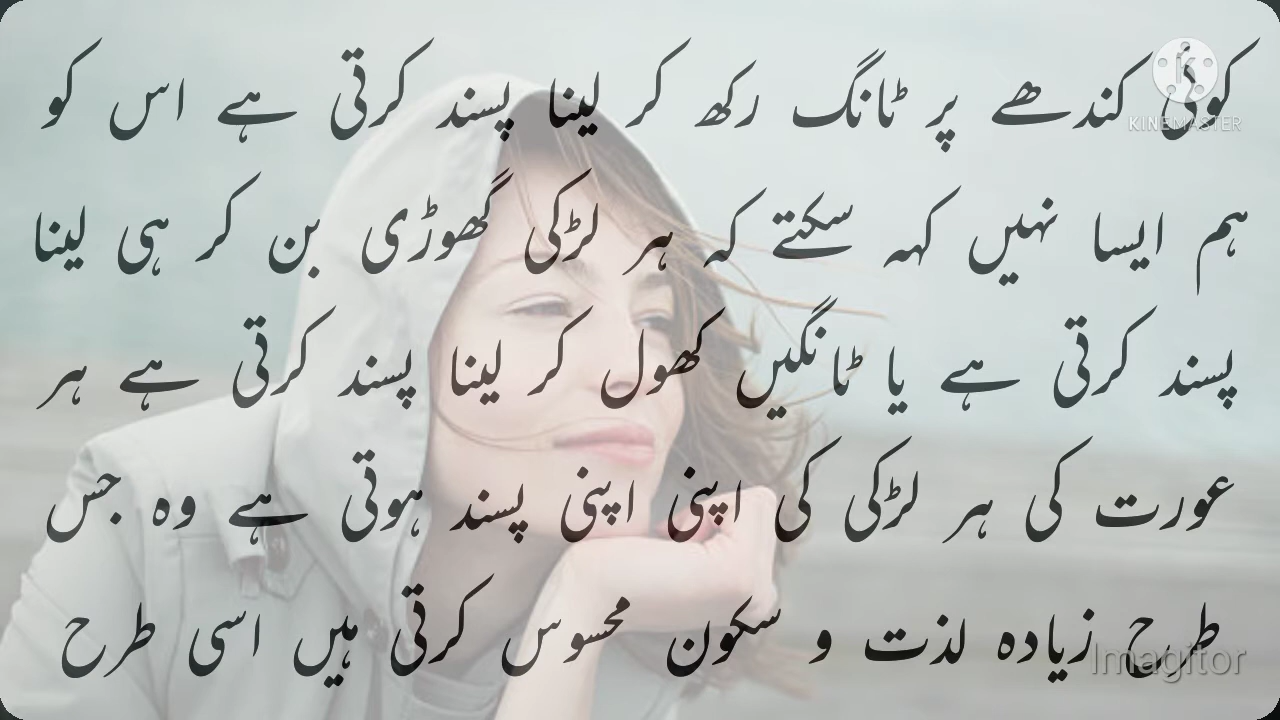 کوئی کندھے پر ٹانگ رکھ کر لینا پسند کرتی ہے اس کو
ہم ایسا نہیں کہہ سکتے کہ ہر لڑکی گھوڑی بن کر ہی لینا
پسند کرتی ہے یا ٹانگیں کھول کر لینا پسند کرتی ہے ہر
عورت کی ہر لڑکی کی اپنی اپنی پسند ہوتی ہے وہ جس
طرح زیادہ لذت و سکون محسوس کرتی ہیں اسی طرح
K
KINEMASTER
Imagitor